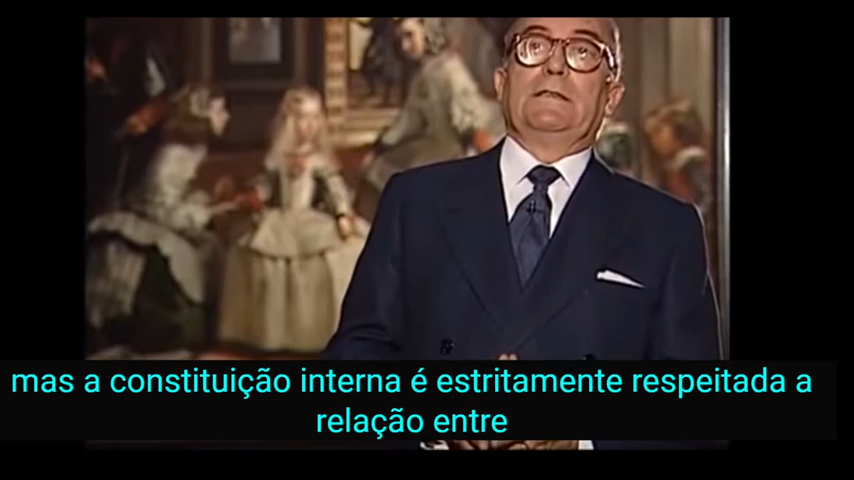 mas a constituição interna é estritamente respeitada a
relação entre